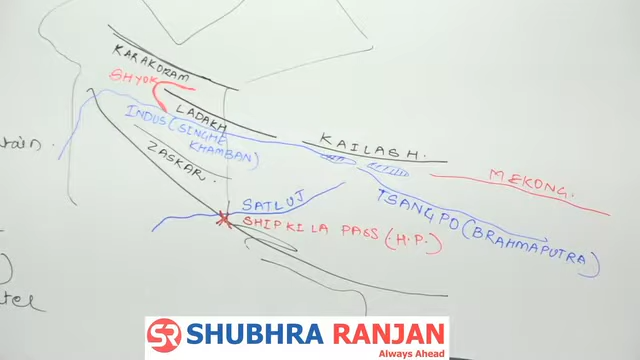 KARAKORAM
SHYOK
LADAKH
INDUS (SINGHE
KHAMBAN)
ZASKAR
KAILASH.
MEKONG.
TSANGPO (BRAHMAPUTRA)
SATLUJ
SHIPKI LA PASS (H.P.)
SR SHUBHRA RANJAN
Always Ahead